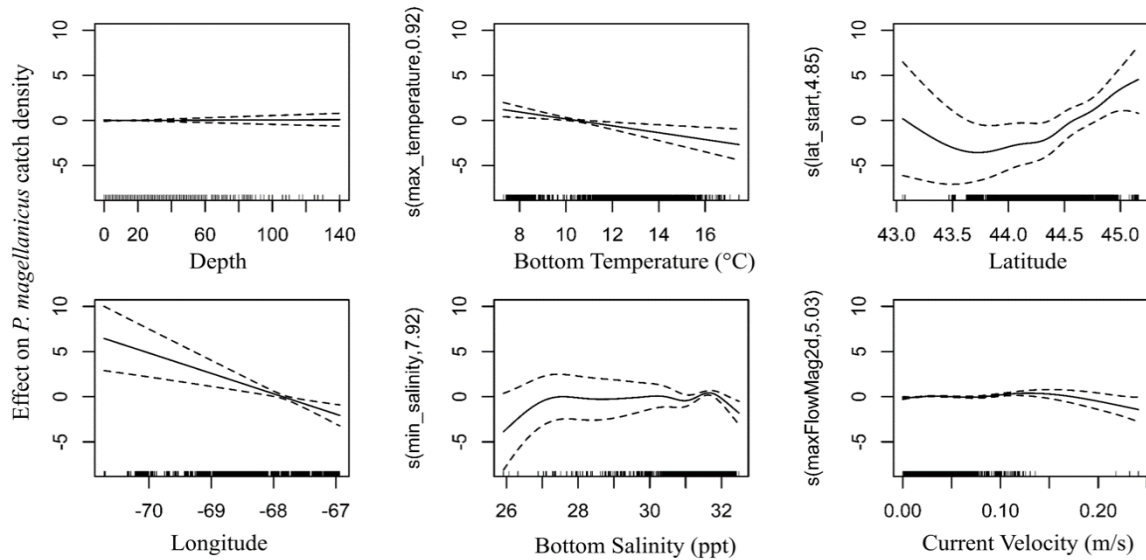 Effect on P. magellanicus catch density
10
5
0
-5
0 20 60 100 140
Depth
s(max_temperature,0.92)
10
5
0
-5
8 10 12 14 16
Bottom Temperature (°C)
s(lat_start,4.85)
10
5
0
-5
43.0 43.5 44.0 44.5 45.0
Latitude
10
5
0
-5
-70 -69 -68 -67
Longitude
s(min_salinity,7.92)
10
5
0
-5
26 28 30 32
Bottom Salinity (ppt)
s(maxFlowMag2d,5.03)
10
5
0
-5
0.00 0.10 0.20
Current Velocity (m/s)